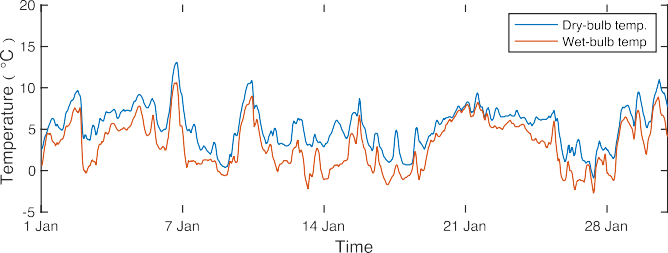 20
15
10
5
0
-5
Temperature ( °C)
Dry-bulb temp.
Wet-bulb temp
1 Jan 7 Jan 14 Jan 21 Jan 28 Jan
Time